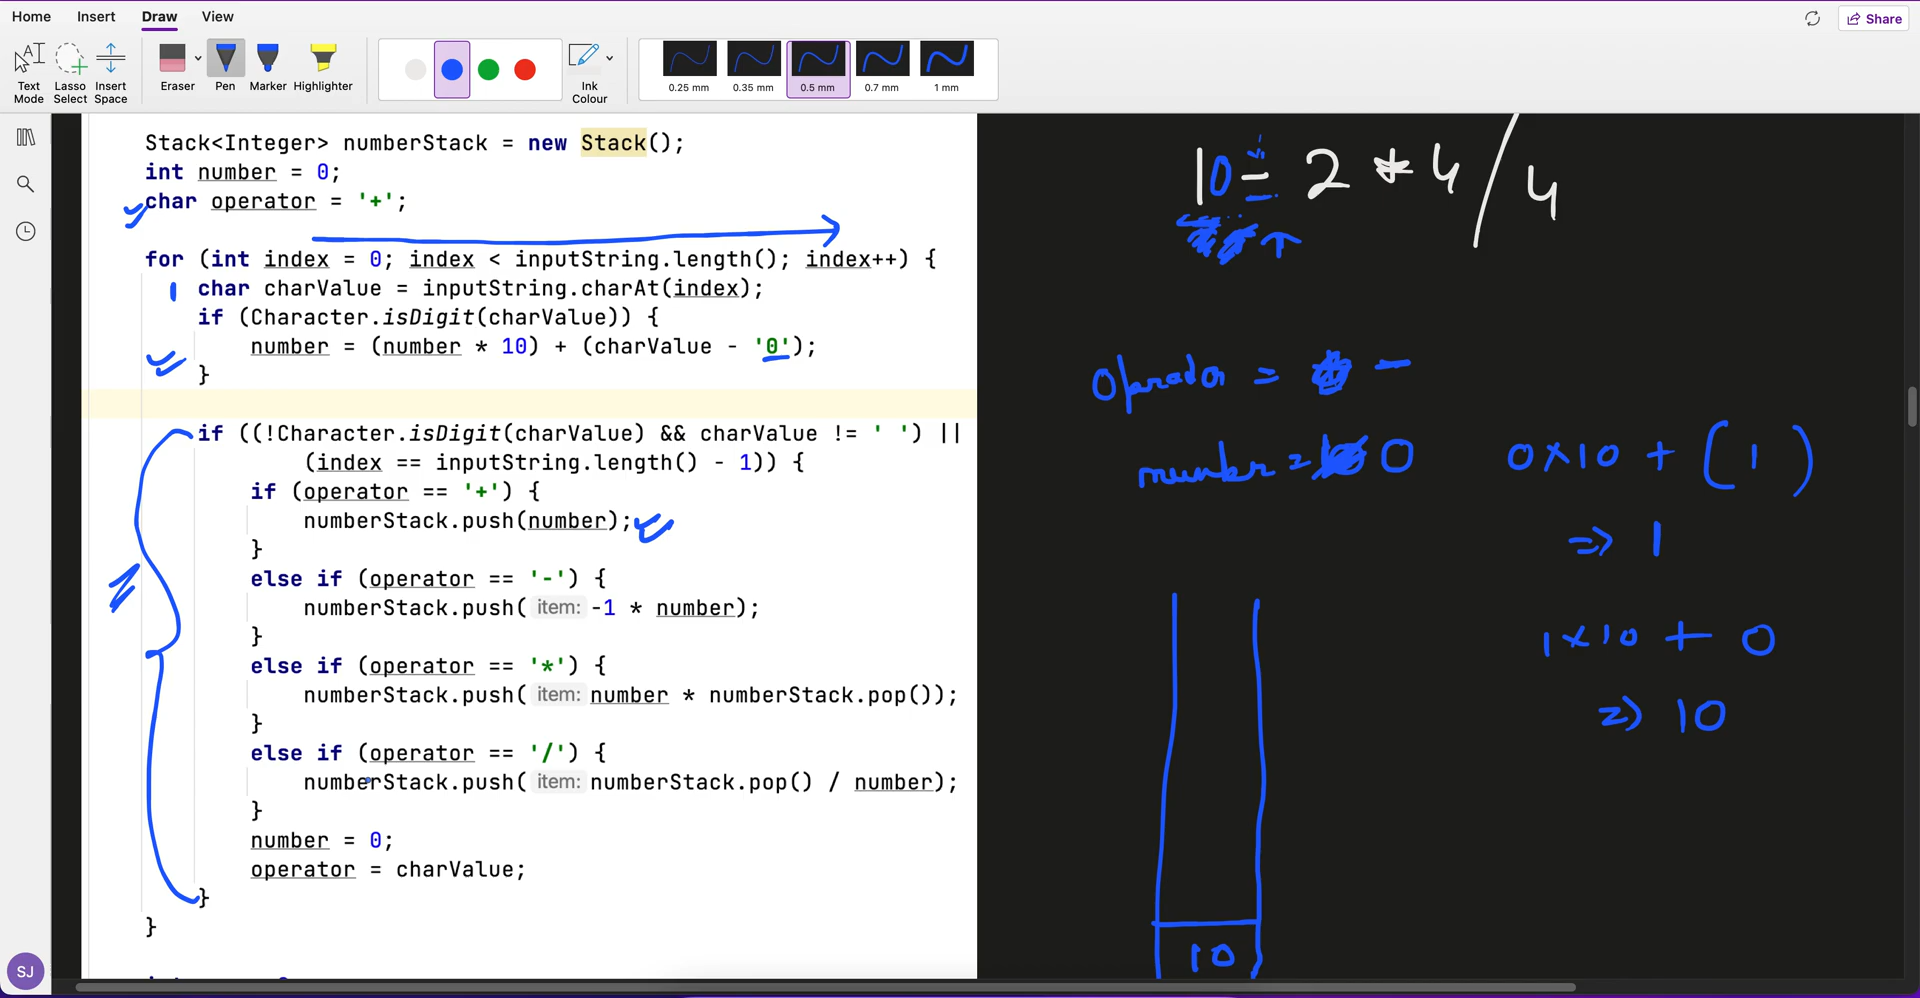 Home Insert Draw View
Share
Text Mode
Lasso Select
Insert Space
Eraser
Pen
Marker
Highlighter
Ink Colour
0.25 mm
0.35 mm
0.5 mm
0.7 mm
1 mm
Stack<Integer> numberStack = new Stack();
int number = 0;
char operator = '+';
for (int index = 0; index < inputString.length(); index++) {
char charValue = inputString.charAt(index);
if (Character.isDigit(charValue)) {
number = (number * 10) + (charValue - '0');
}
if ((!Character.isDigit(charValue) && charValue != ' ') ||
(index == inputString.length() - 1)) {
if (operator == '+') {
numberStack.push(number);
}
else if (operator == '-') {
numberStack.push( item: -1 * number);
}
else if (operator == '*') {
numberStack.push( item: number * numberStack.pop());
}
else if (operator == '/') {
numberStack.push( item: numberStack.pop() / number);
}
number = 0;
operator = charValue;
}
}
SJ
10 - 2 * 4 / 4
Operador = -
number = 0
0x10 + (1)
=> 1
1x10 + 0
=> 10
10